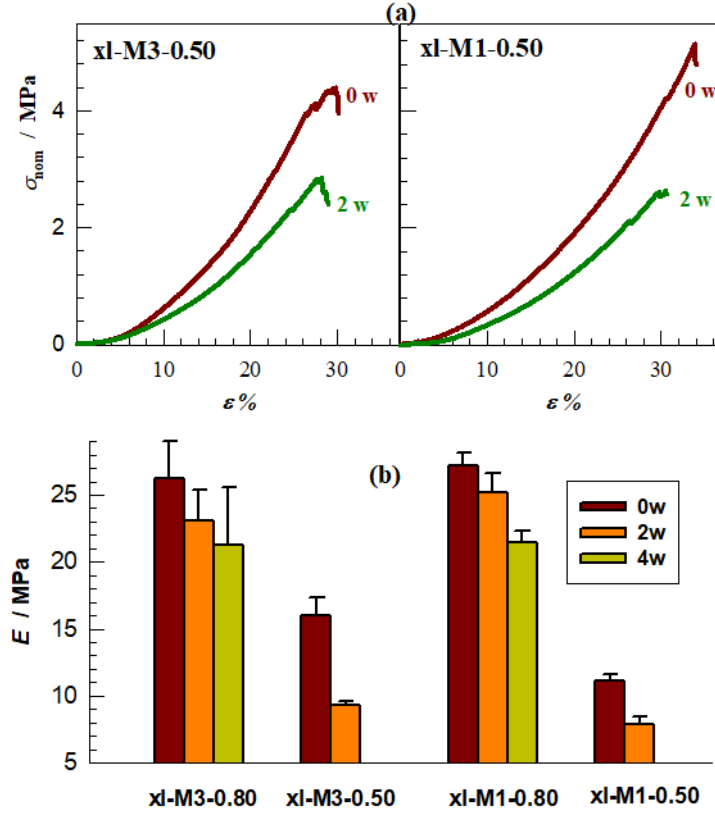 (a)
xl-M3-0.50
xl-M1-0.50
0 w
0 w
2 w
2 w
σnom / MPa
4
2
0
0 10 20 30
0 10 20 30
ε %
ε %
(b)
E / MPa
25
20
15
10
5
0w
2w
4w
xl-M3-0.80 xl-M3-0.50 xl-M1-0.80 xl-M1-0.50